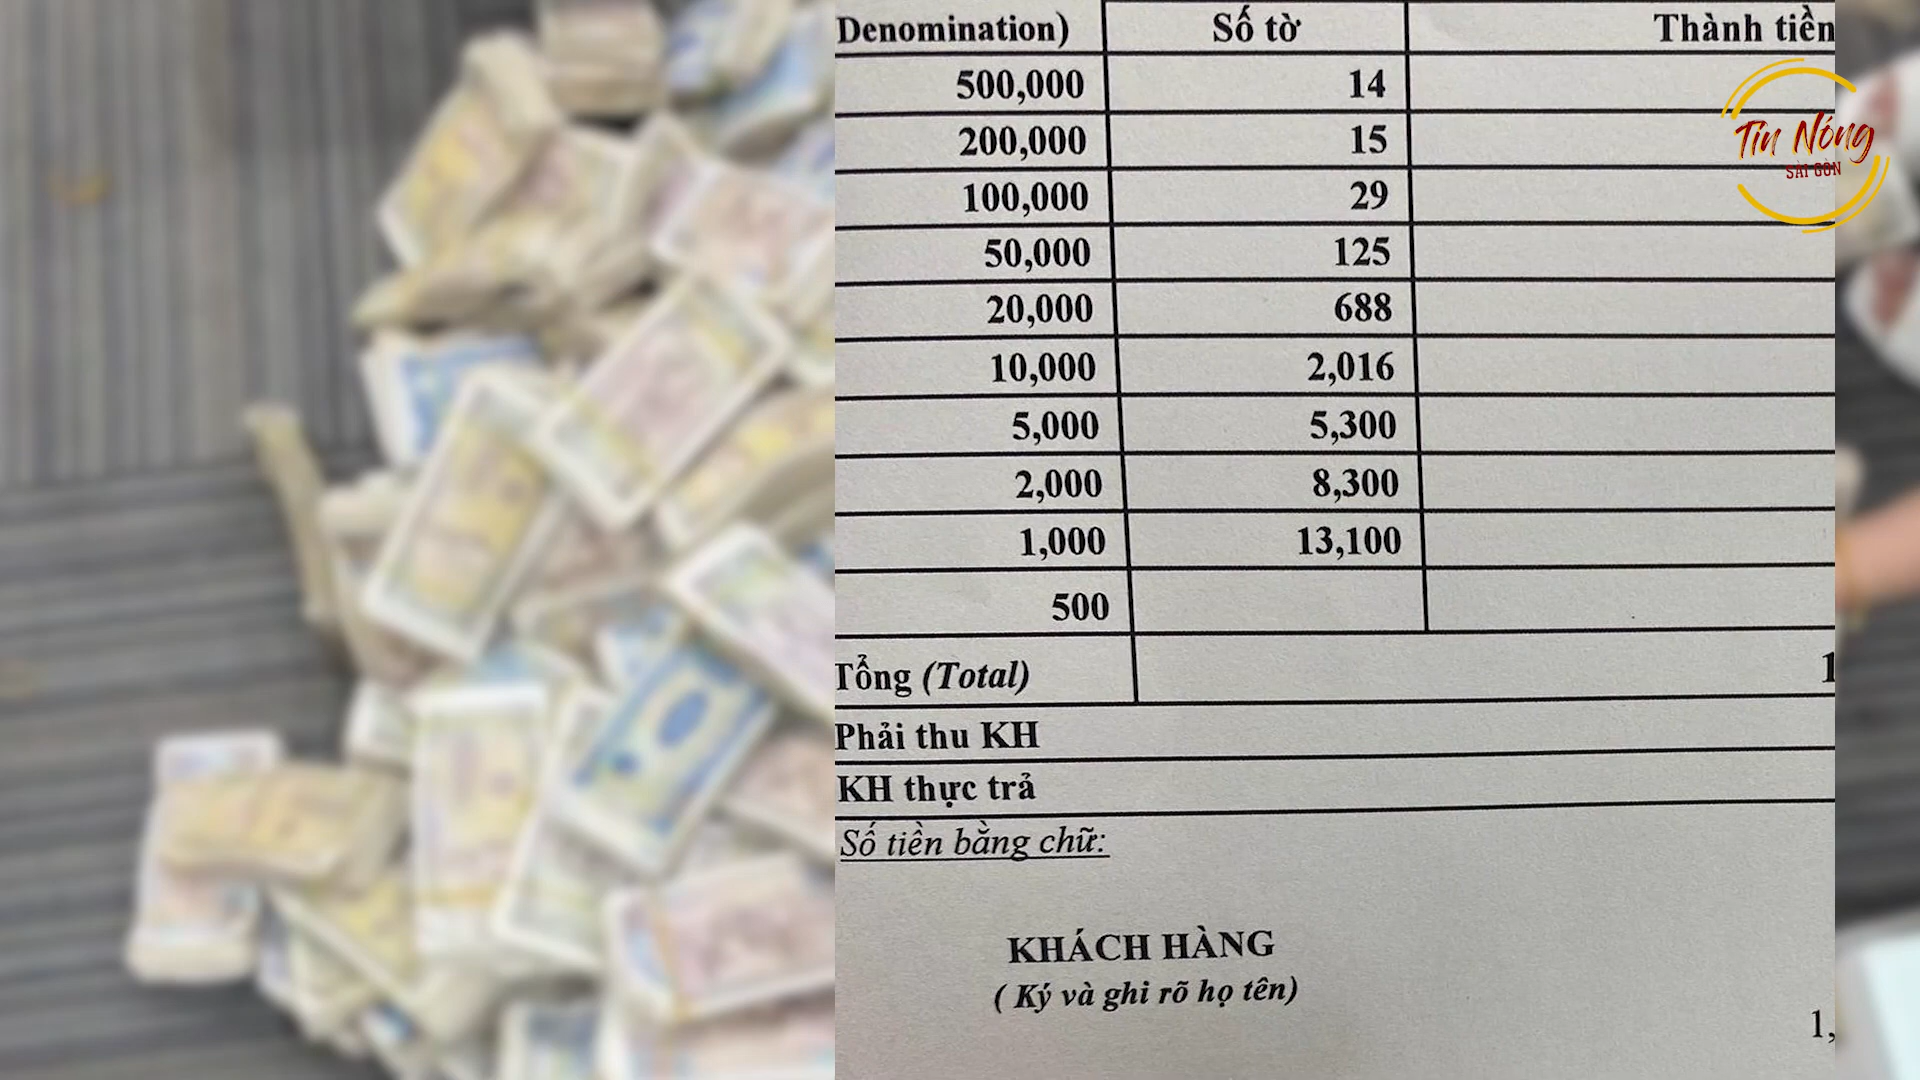 Denomination) Số tờ Thành tiền
500,000 14
200,000 15
100,000 29
50,000 125
20,000 688
10,000 2,016
5,000 5,300
2,000 8,300
1,000 13,100
500
Tổng (Total) 1
Phải thu KH
KH thực trả
Số tiền bằng chữ:
KHÁCH HÀNG
( Ký và ghi rõ họ tên)
1,
Tin Nóng
SÀI GÒN